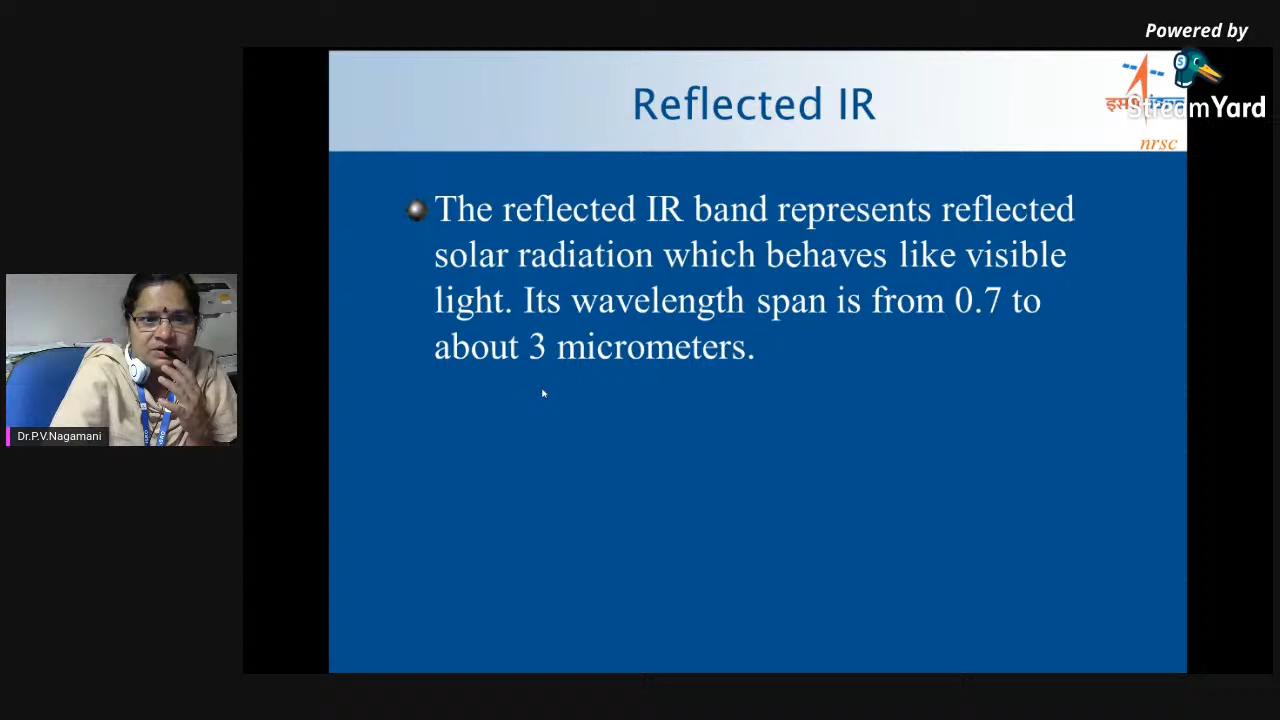 Powered by
StreamYard
Reflected IR
nrsc
The reflected IR band represents reflected
solar radiation which behaves like visible
light. Its wavelength span is from 0.7 to
about 3 micrometers.
Dr.P.V.Nagamani